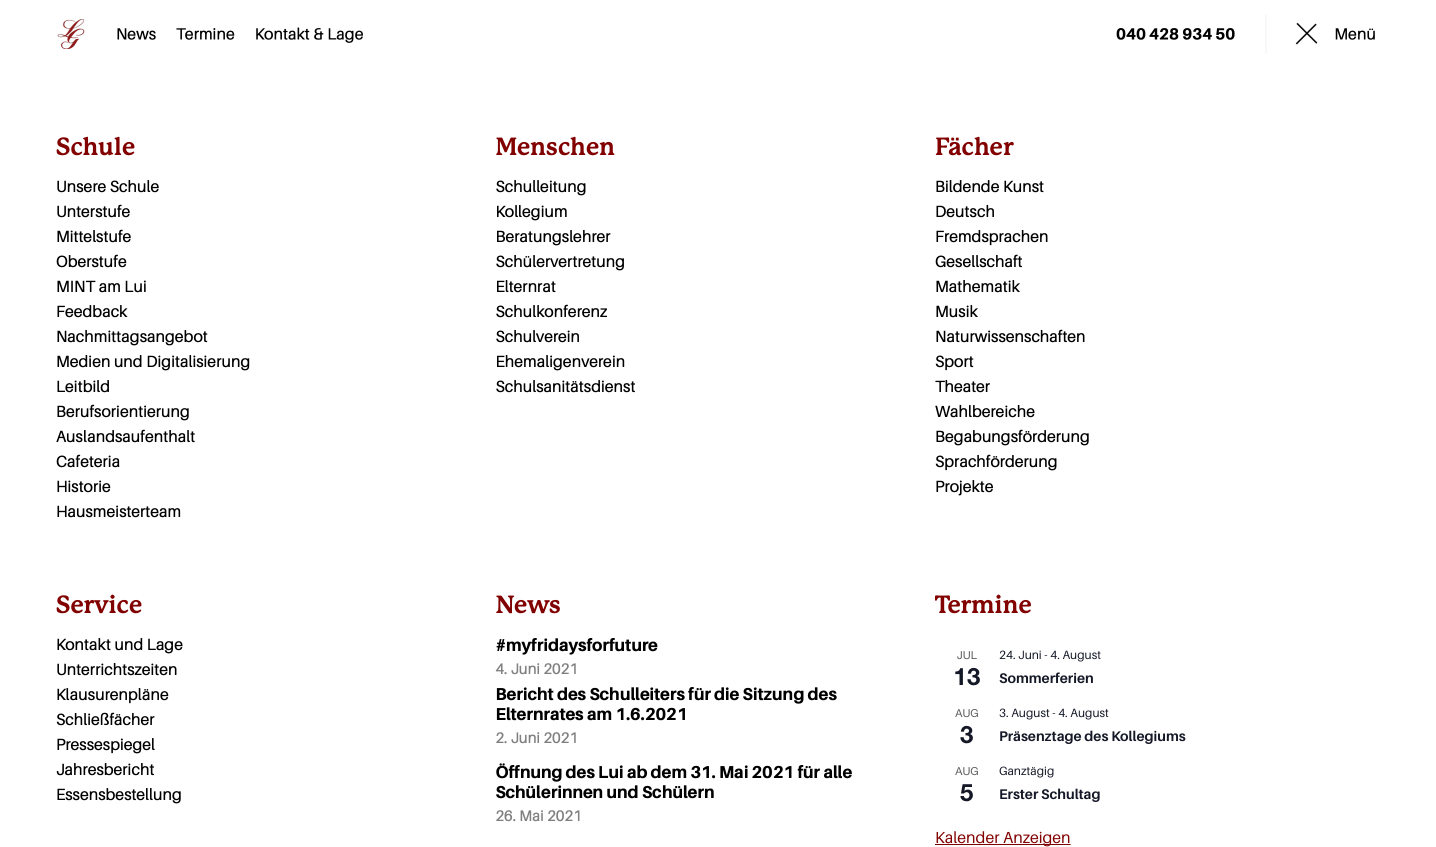 LG
News
Termine
Kontakt & Lage
040 428 934 50
Menü
Schule
Unsere Schule
Unterstufe
Mittelstufe
Oberstufe
MINT am Lui
Feedback
Nachmittagsangebot
Medien und Digitalisierung
Leitbild
Berufsorientierung
Auslandsaufenthalt
Cafeteria
Historie
Hausmeisterteam
Menschen
Schulleitung
Kollegium
Beratungslehrer
Schülervertretung
Elternrat
Schulkonferenz
Schulverein
Ehemaligenverein
Schulsanitätsdienst
Fächer
Bildende Kunst
Deutsch
Fremdsprachen
Gesellschaft
Mathematik
Musik
Naturwissenschaften
Sport
Theater
Wahlbereiche
Begabungsförderung
Sprachförderung
Projekte
Service
Kontakt und Lage
Unterrichtszeiten
Klausurenpläne
Schließfächer
Pressespiegel
Jahresbericht
Essensbestellung
News
#myfridaysforfuture
4. Juni 2021
Bericht des Schulleiters für die Sitzung des
Elternrates am 1.6.2021
2. Juni 2021
Öffnung des Lui ab dem 31. Mai 2021 für alle
Schülerinnen und Schülern
26. Mai 2021
Termine
JUL
13
24. Juni - 4. August
Sommerferien
AUG
3
3. August - 4. August
Präsenztage des Kollegiums
AUG
5
Ganztägig
Erster Schultag
Kalender Anzeigen